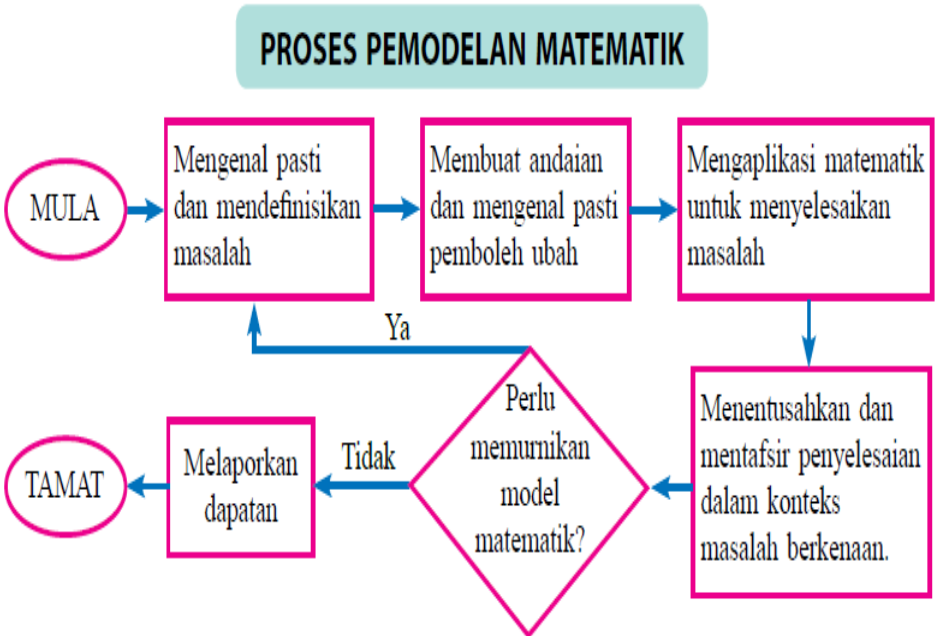 PROSES PEMODELAN MATEMATIK
MULA
Mengenal pasti
dan mendefinisikan
masalah
Membuat andaian
dan mengenal pasti
pemboleh ubah
Mengaplikasi matematik
untuk menyelesaikan
masalah
Menentusahkan dan
mentafsir penyelesaian
dalam konteks
masalah berkenaan.
Perlu
memurnikan
model
matematik?
Ya
Tidak
Melaporkan
dapatan
TAMAT